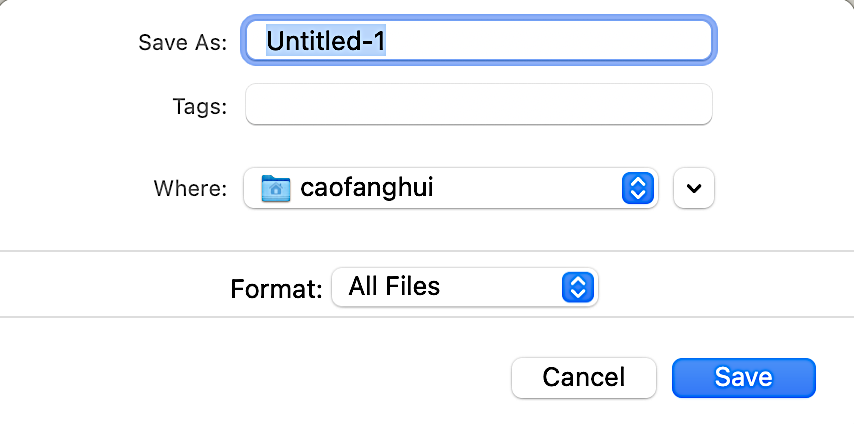 Save As: Untitled-1
Tags:
Where: caofanghui
Format: All Files
Cancel Save